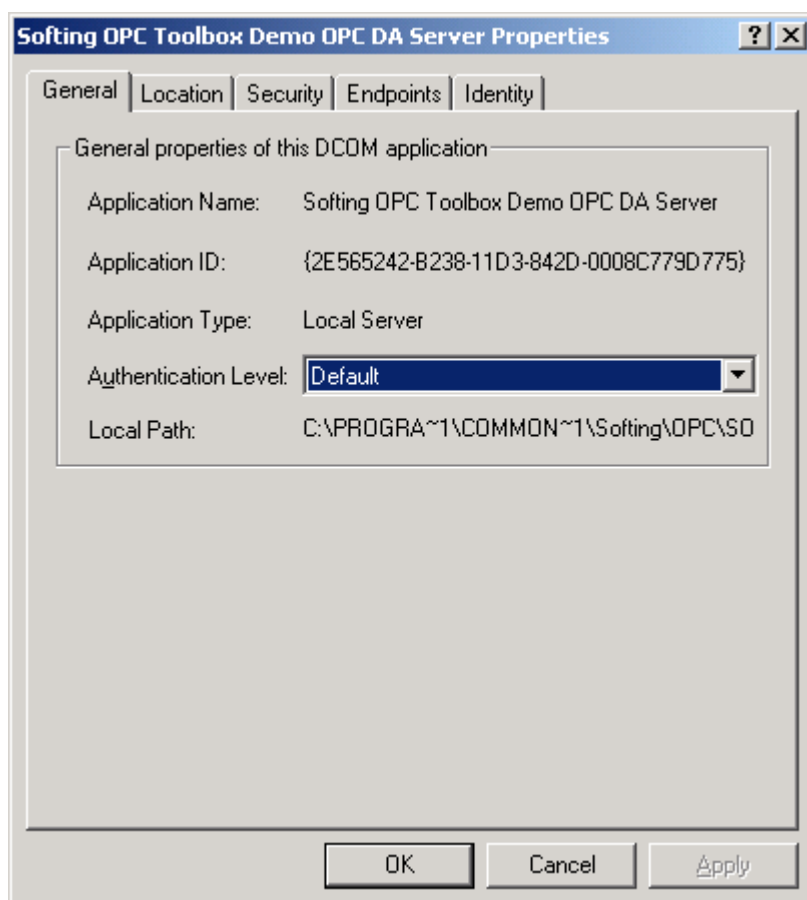 Softing OPC Toolbox Demo OPC DA Server Properties ? X
General Location Security Endpoints Identity
General properties of this DCOM application
Application Name: Softing OPC Toolbox Demo OPC DA Server
Application ID: {2E565242-B238-11D3-842D-0008C779D775}
Application Type: Local Server
Authentication Level: Default
Local Path: C:\PROGRA~1\COMMON~1\Softing\OPC\SO
OK Cancel Apply